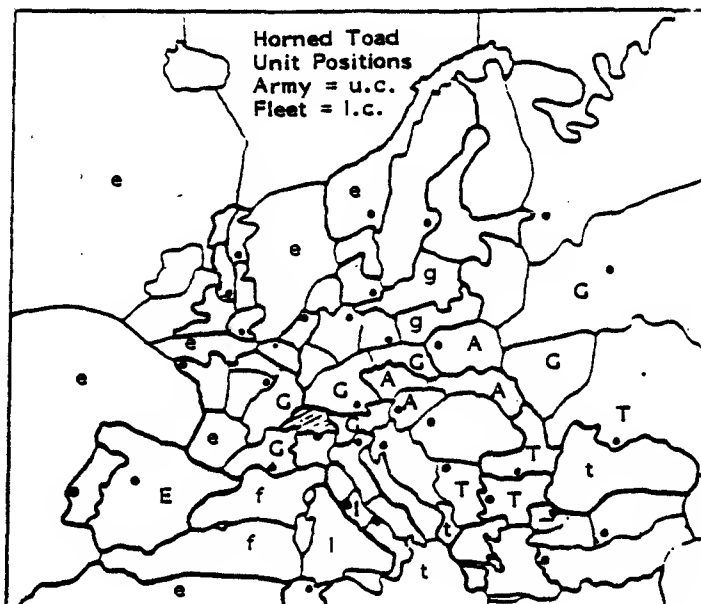 Horned Toad
Unit Positions
Army = u.c.
Fleet = l.c.
e e
e
g G
g
e A
G G
e G A A
G A
T
G
e G T
t
E T T
f I
t
f I
t
e